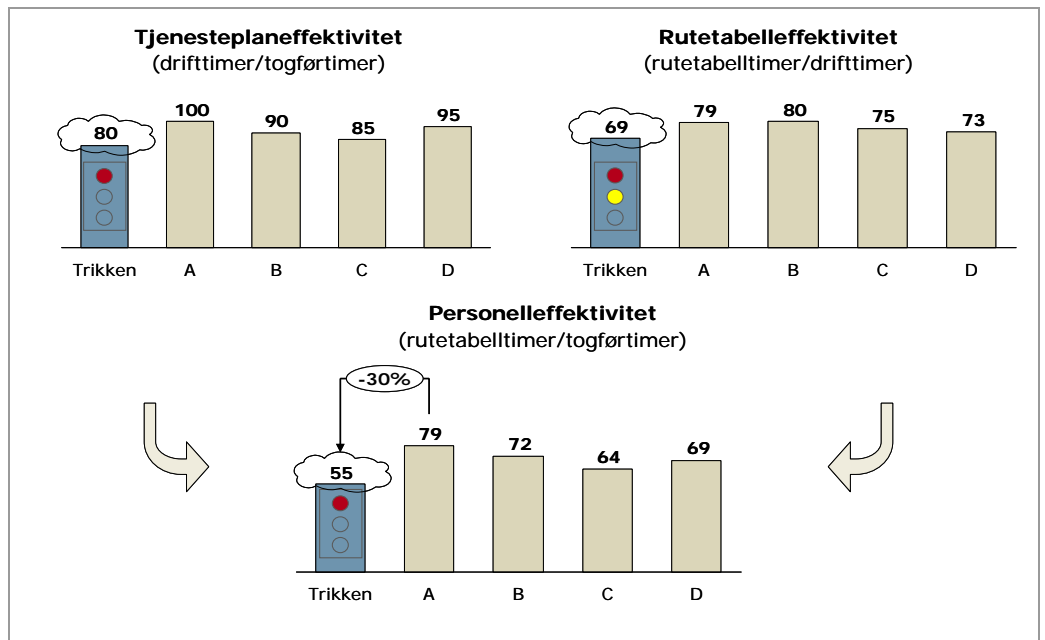 Tjenesteplaneffektivitet
(drifttimer/togførtimer)
80
100
90
85
95
Trikken
A
B
C
D
Rutetabelleffektivitet
(rutetabelltimer/drifttimer)
69
79
80
75
73
Trikken
A
B
C
D
Personelleffektivitet
(rutetabelltimer/togførtimer)
-30%
55
79
72
64
69
Trikken
A
B
C
D